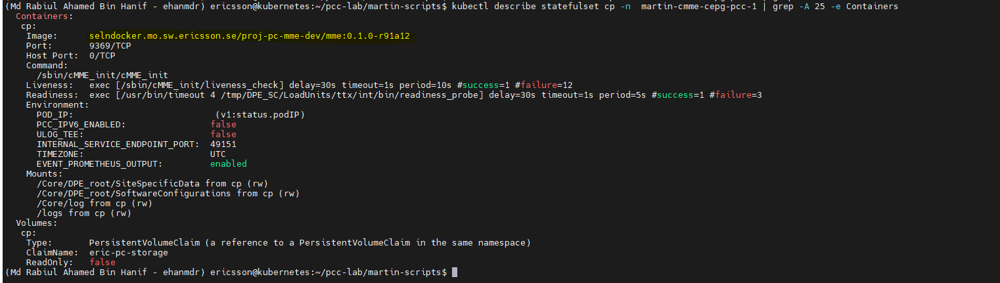 (Md Rabiul Ahamed Bin Hanif - ehanmdr) ericsson@kubernetes:~/pcc-lab/martin-scripts$ kubectl describe statefulset cp -n  martin-cmme-cepg-pcc-1 | grep -A 25 -e Containers
  Containers:
   cp:
    Image:      selndocker.mo.sw.ericsson.se/proj-pc-mme-dev/mme:0.1.0-r91a12
    Port:       9369/TCP
    Host Port:  0/TCP
    Command:
      /sbin/cMME_init/cMME_init
    Liveness:   exec [/sbin/cMME_init/liveness_check] delay=30s timeout=1s period=10s #success=1 #failure=12
    Readiness:  exec [/usr/bin/timeout 4 /tmp/DPE_SC/LoadUnits/ttx/int/bin/readiness_probe] delay=30s timeout=1s period=5s #success=1 #failure=3
    Environment:
      POD_IP:                           (v1:status.podIP)
      PCC_IPV6_ENABLED:                false
      ULOG_TEE:                        false
      INTERNAL_SERVICE_ENDPOINT_PORT:  49151
      TIMEZONE:                        UTC
      EVENT_PROMETHEUS_OUTPUT:         enabled
    Mounts:
      /Core/DPE_root/SiteSpecificData from cp (rw)
      /Core/DPE_root/SoftwareConfigurations from cp (rw)
      /Core/log from cp (rw)
      /logs from cp (rw)
  Volumes:
   cp:
    Type:       PersistentVolumeClaim (a reference to a PersistentVolumeClaim in the same namespace)
    ClaimName:  eric-pc-storage
    ReadOnly:   false
(Md Rabiul Ahamed Bin Hanif - ehanmdr) ericsson@kubernetes:~/pcc-lab/martin-scripts$